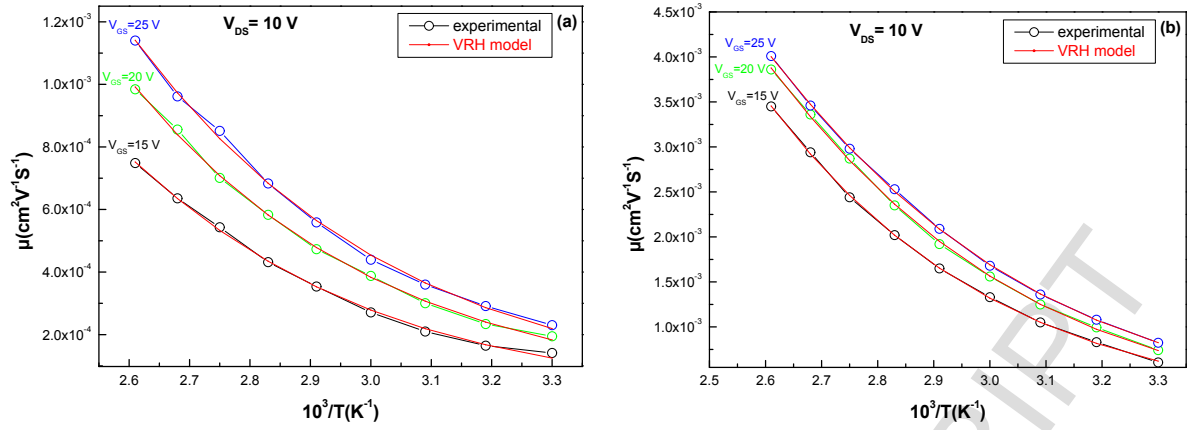 1.2x10⁻³
1.0x10⁻³
8.0x10⁻⁴
6.0x10⁻⁴
4.0x10⁻⁴
2.0x10⁻⁴
μ(cm²V⁻¹S⁻¹)
V_GS=25 V
V_DS= 10 V
experimental
VRH model
(a)
V_GS=20 V
V_GS=15 V
2.6 2.7 2.8 2.9 3.0 3.1 3.2 3.3
10³/T(K⁻¹)
4.5x10⁻³
4.0x10⁻³
3.5x10⁻³
3.0x10⁻³
2.5x10⁻³
2.0x10⁻³
1.5x10⁻³
1.0x10⁻³
μ(cm²V⁻¹S⁻¹)
V_GS=25 V
V_DS= 10 V
experimental
VRH model
(b)
V_GS=20 V
V_GS=15 V
2.5 2.6 2.7 2.8 2.9 3.0 3.1 3.2 3.3
10³/T(K⁻¹)
RIPT